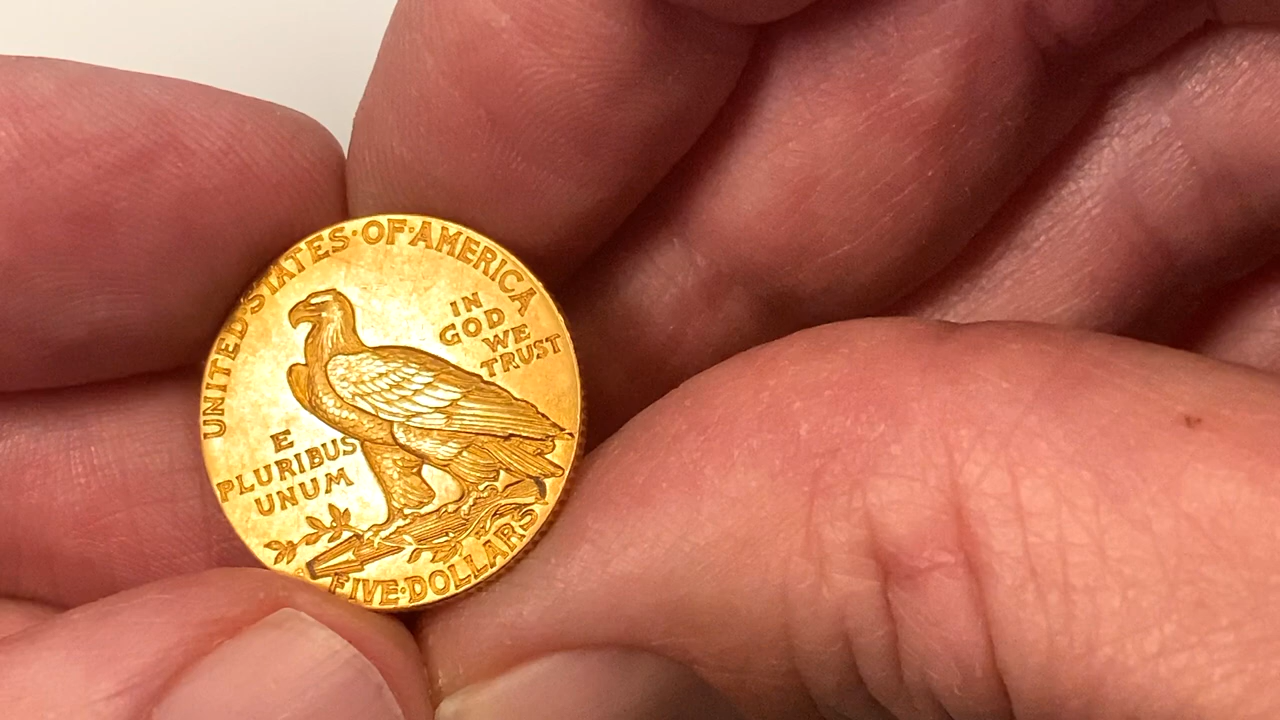 UNITED·STATES·OF·AMERICA
IN
GOD
WE
TRUST
E
PLURIBUS
UNUM
FIVE·DOLLARS